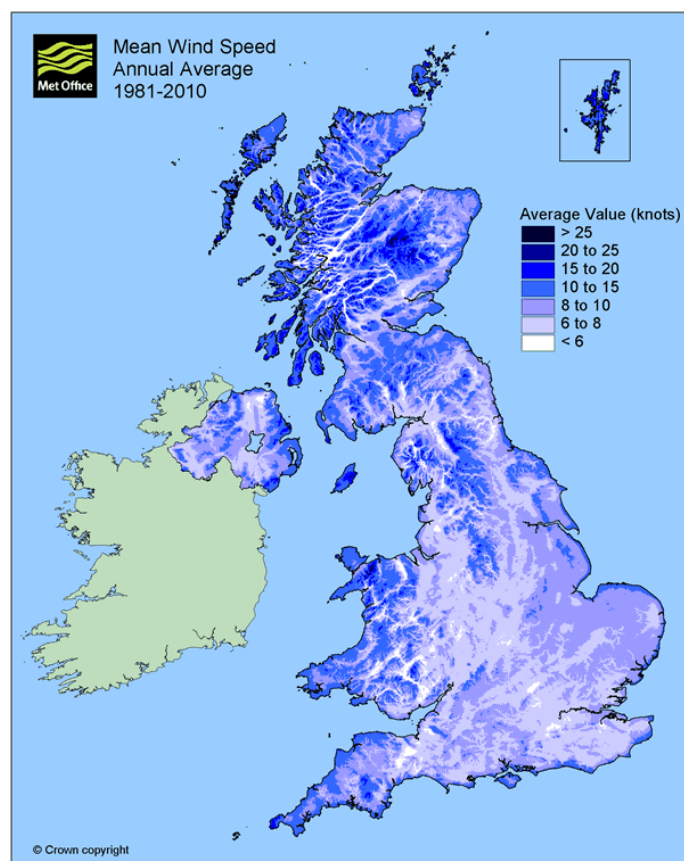 Met Office
Mean Wind Speed
Annual Average
1981-2010
Average Value (knots)
> 25
20 to 25
15 to 20
10 to 15
8 to 10
6 to 8
< 6
© Crown copyright